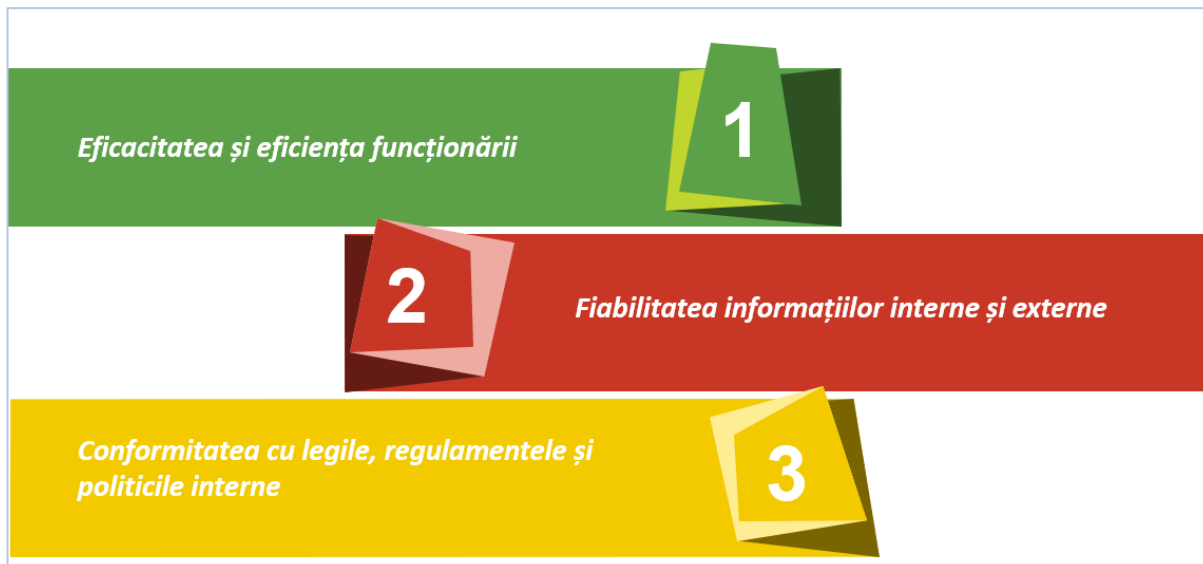 Eficacitatea și eficiența funcționării
1
2
Fiabilitatea informațiilor interne și externe
Conformitatea cu legile, regulamentele și
politicile interne
3